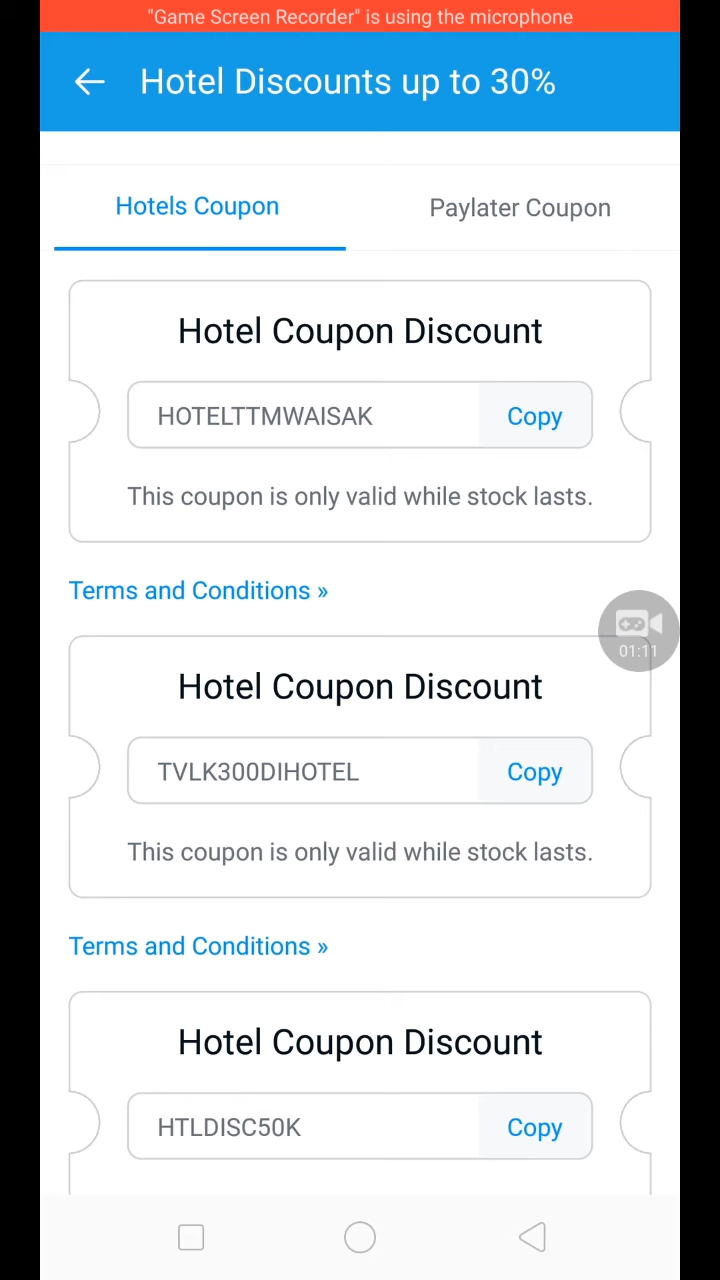 "Game Screen Recorder" is using the microphone
Hotel Discounts up to 30%
Hotels Coupon
Paylater Coupon
Hotel Coupon Discount
HOTELTTMWAISAK
Copy
This coupon is only valid while stock lasts.
Terms and Conditions »
01:11
Hotel Coupon Discount
TVLK300DIHOTEL
Copy
This coupon is only valid while stock lasts.
Terms and Conditions »
Hotel Coupon Discount
HTLDISC50K
Copy